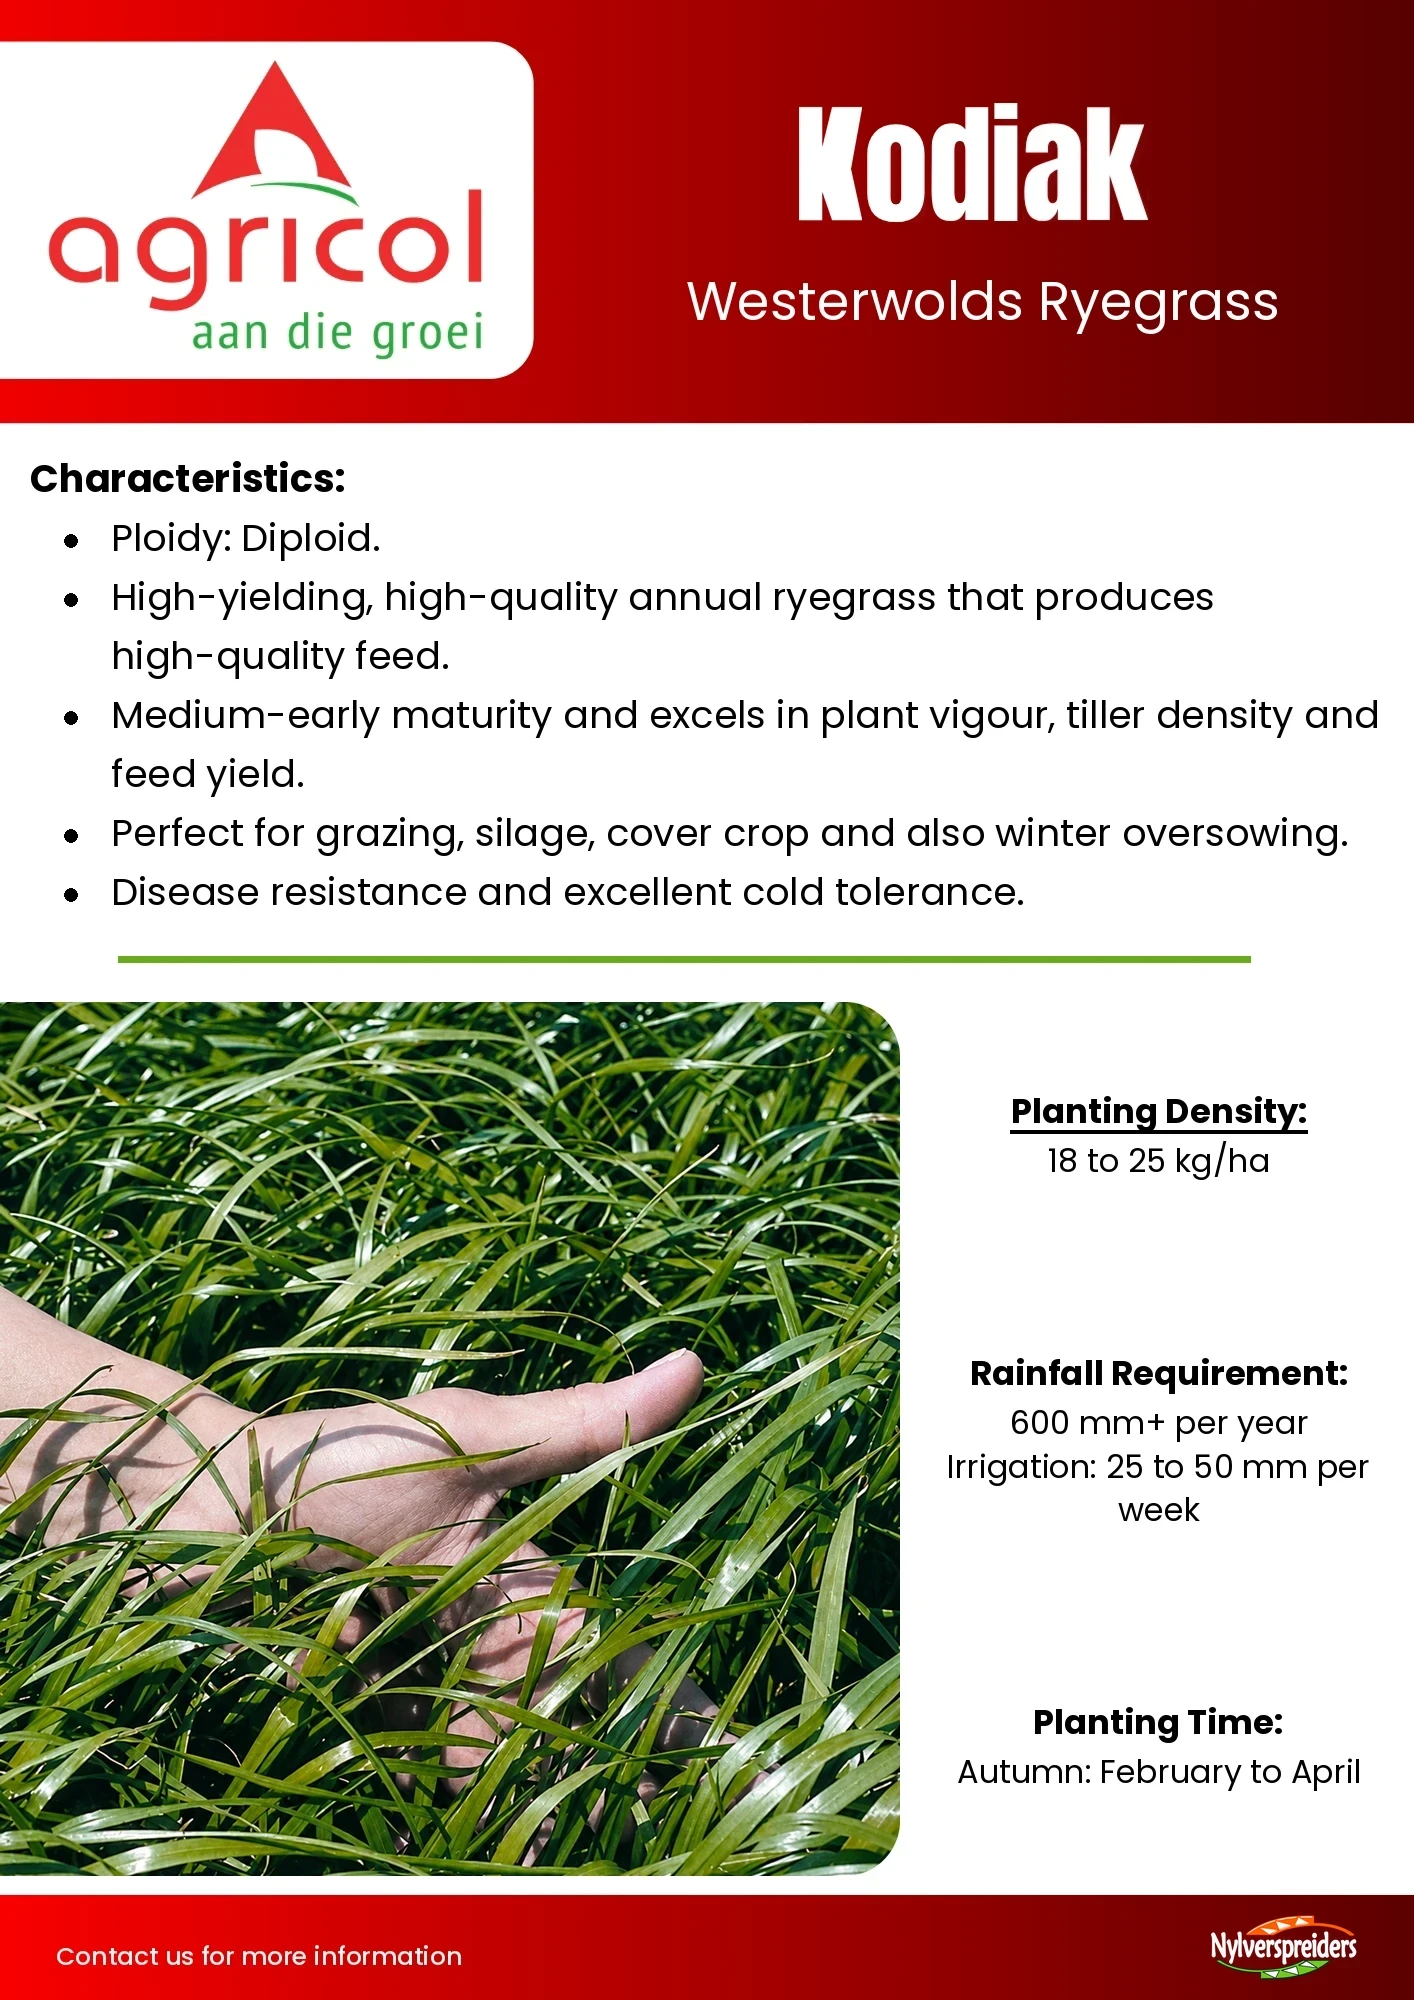 agricol
aan die groei
Kodiak
Westerwolds Ryegrass
Characteristics:
• Ploidy: Diploid.
• High-yielding, high-quality annual ryegrass that produces
high-quality feed.
• Medium-early maturity and excels in plant vigour, tiller density and
feed yield.
• Perfect for grazing, silage, cover crop and also winter oversowing.
• Disease resistance and excellent cold tolerance.
Planting Density:
18 to 25 kg/ha
Rainfall Requirement:
600 mm+ per year
Irrigation: 25 to 50 mm per
week
Planting Time:
Autumn: February to April
Contact us for more information
Nylverspreiders